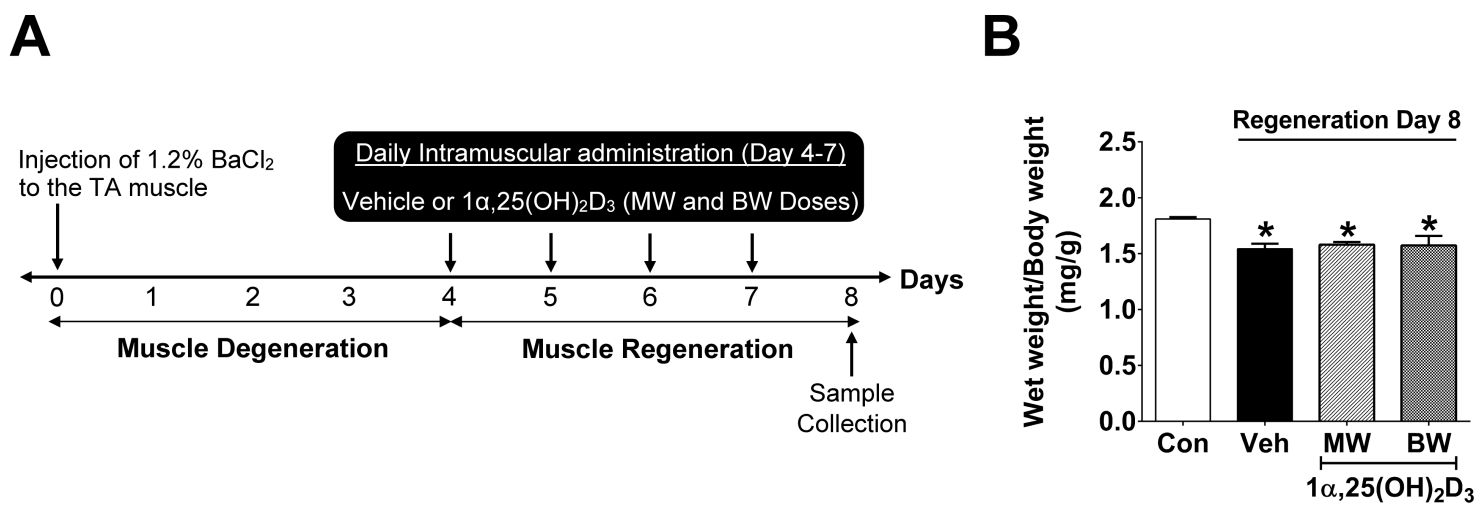 A
Injection of 1.2% BaCl₂
to the TA muscle
Daily Intramuscular administration (Day 4-7)
Vehicle or 1α,25(OH)₂D₃ (MW and BW Doses)
0 1 2 3 4 5 6 7 8 Days
Muscle Degeneration
Muscle Regeneration
Sample
Collection
B
Regeneration Day 8
Wet weight/Body weight
(mg/g)
2.5
2.0
1.5
1.0
0.5
0.0
* * *
Con Veh MW BW
1α,25(OH)₂D₃